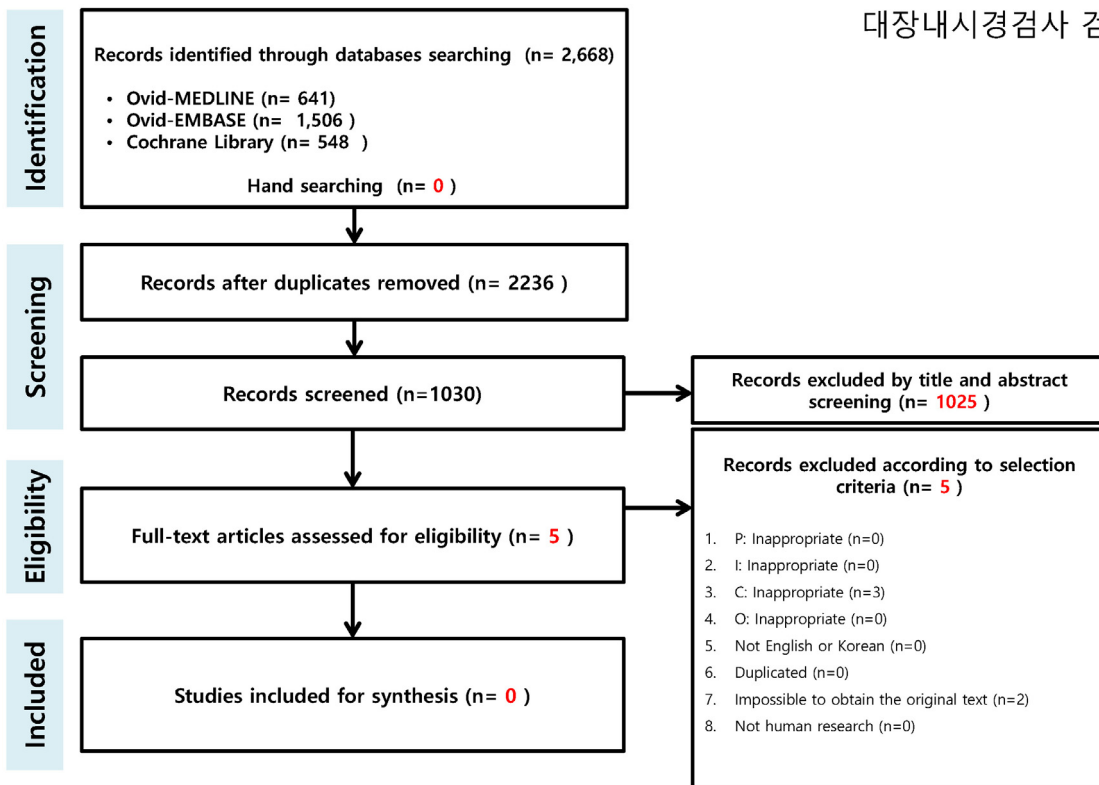 대장내시경검사 검
Identification
Records identified through databases searching (n= 2,668)
• Ovid-MEDLINE (n= 641)
• Ovid-EMBASE (n= 1,506 )
• Cochrane Library (n= 548 )
Hand searching (n= 0 )
Screening
Records after duplicates removed (n= 2236 )
Records screened (n=1030)
Records excluded by title and abstract
screening (n= 1025 )
Eligibility
Full-text articles assessed for eligibility (n= 5 )
Records excluded according to selection
criteria (n= 5 )
1. P: Inappropriate (n=0)
2. I: Inappropriate (n=0)
3. C: Inappropriate (n=3)
4. O: Inappropriate (n=0)
5. Not English or Korean (n=0)
6. Duplicated (n=0)
7. Impossible to obtain the original text (n=2)
8. Not human research (n=0)
Included
Studies included for synthesis (n= 0 )